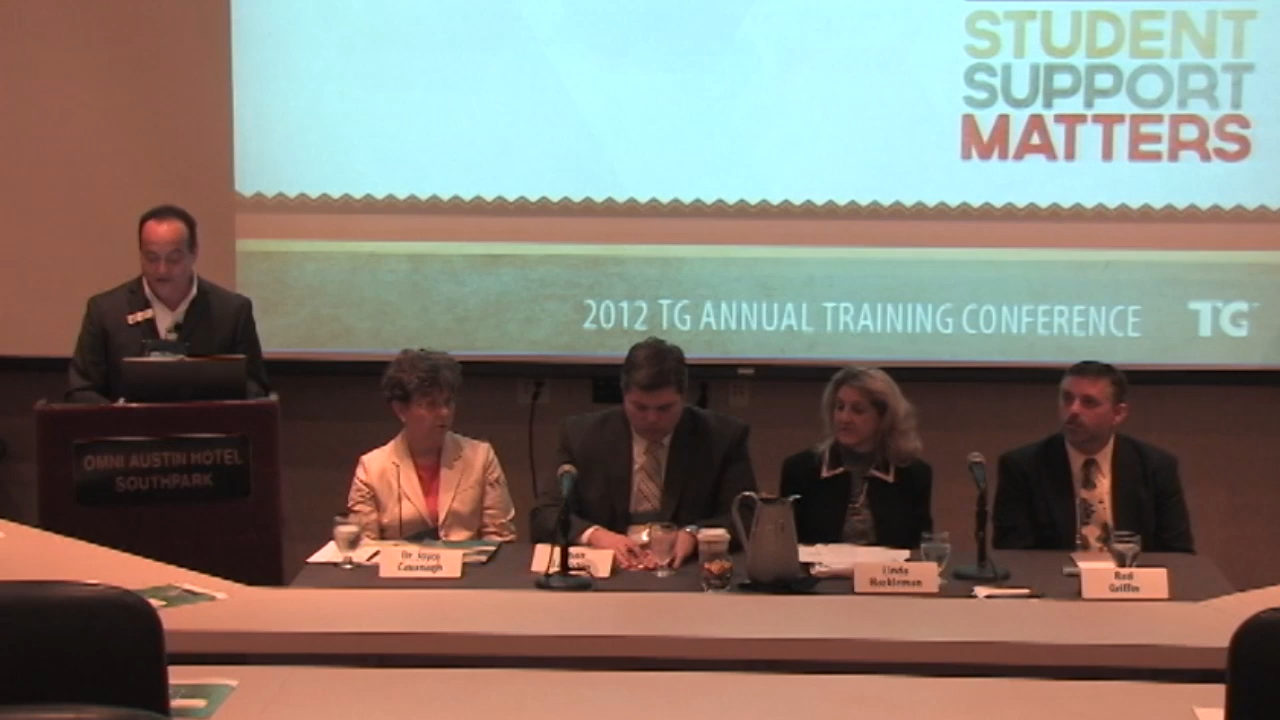 STUDENT
SUPPORT
MATTERS
2012 TG ANNUAL TRAINING CONFERENCE
TG
OMNI AUSTIN HOTEL
SOUTHPARK
Dr. Joyce
Cavanagh
Linda
Rod
Griffin